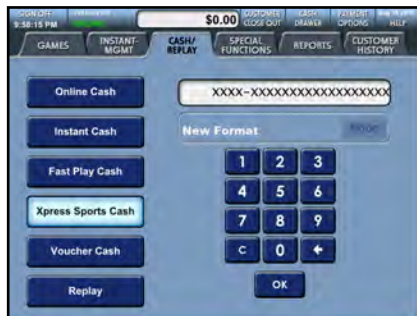 SIGN OFF
9:50:15 PM
$0.00
CUSTOMER
CLOSE OUT
CASH
DRAWER
PAYMENT
OPTIONS
HELP
GAMES
INSTANT-
MGMT
CASH/
REPLAY
SPECIAL
FUNCTIONS
REPORTS
CUSTOMER
HISTORY
Online Cash
XXXX-XXXXXXXXXXXXXXXXXX
Instant Cash
New Format
Fast Play Cash
1 2 3
4 5 6
Xpress Sports Cash
7 8 9
Voucher Cash
C 0
Replay
OK